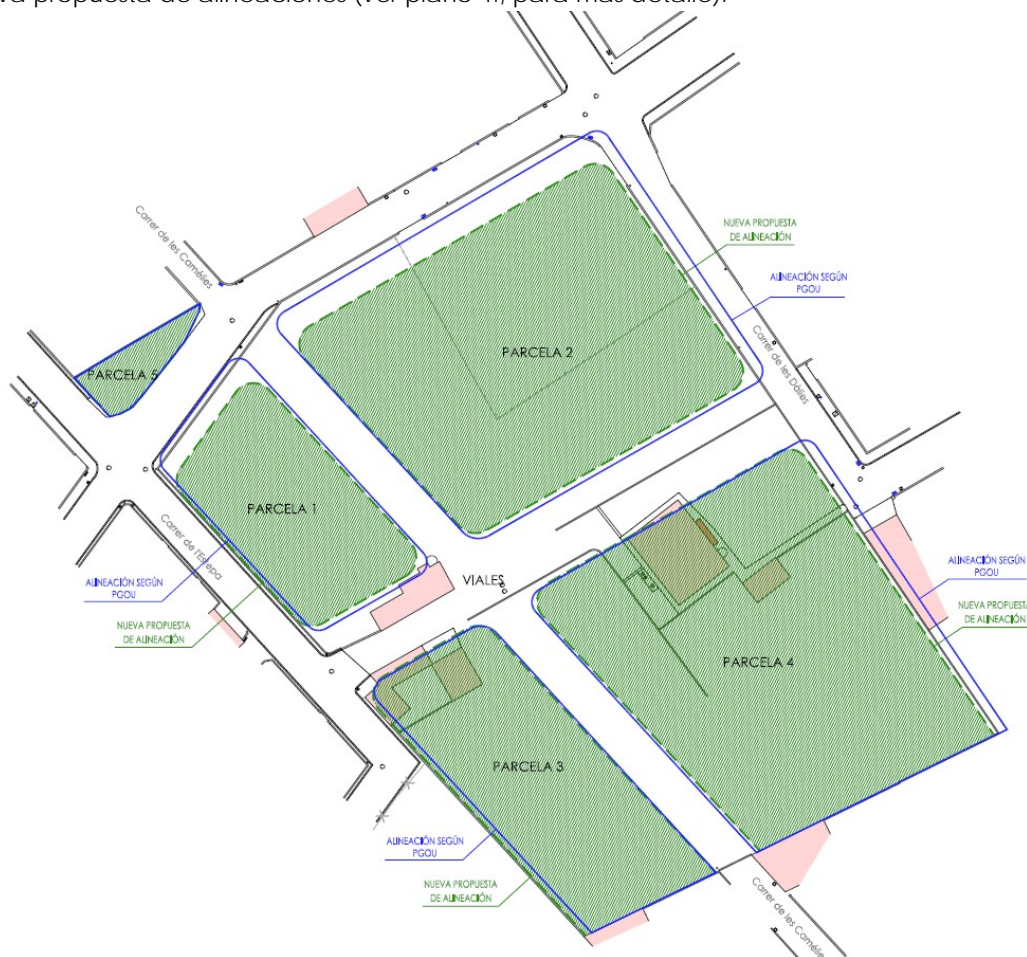 va propuesta de alineaciones (ver plano
para más detalle).
Carrer de les Camèlies
NUEVA PROPUESTA
DE ALINEACIÓN
ALINEACIÓN SEGÚN
PGOU
PARCELA 2
Carrer de les Dàlies
PARCELA 5
PARCELA 1
Carrer de l'Estepa
ALINEACIÓN SEGÚN
PGOU
VIALES
NUEVA PROPUESTA
DE ALINEACIÓN
ALINEACIÓN SEGÚN
PGOU
NUEVA PROPUESTA
DE ALINEACIÓN
PARCELA 4
PARCELA 3
ALINEACIÓN SEGÚN
PGOU
NUEVA PROPUESTA
DE ALINEACIÓN
Carrer de les Camèlies